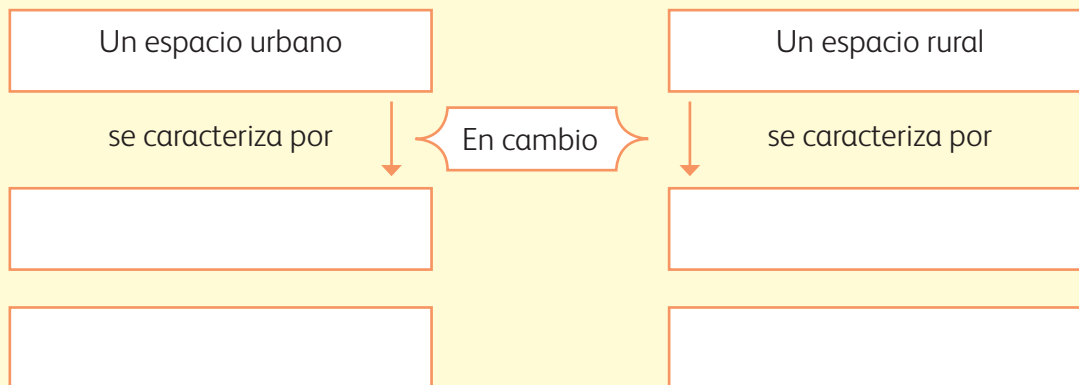 Un espacio urbano
Un espacio rural
se caracteriza por
En cambio
se caracteriza por